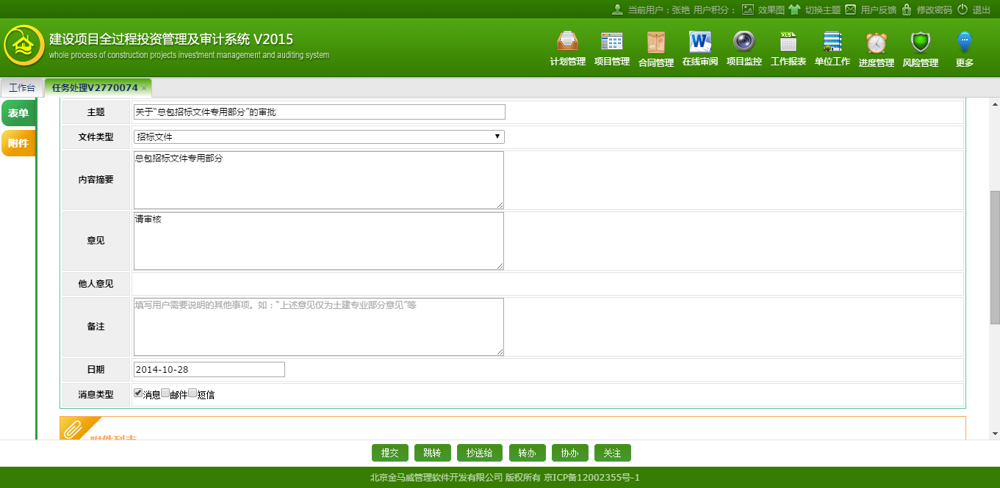 当前用户：张艳 用户积分： 效果图 切换主题 用户反馈 修改密码 退出
建设项目全过程投资管理及审计系统 V2015
whole process of construction projects investment management and auditing system
计划管理 项目管理 合同管理 在线审阅 项目监控 工作报表 单位工作 进度管理 风险管理 更多
工作台 任务处理V2770074 ×
表单
附件
主题 关于“总包招标文件专用部分”的审批
文件类型 招标文件
内容摘要 总包招标文件专用部分
意见 请审核
他人意见
备注 填写用户需要说明的其他事项。如：“上述意见仅为土建专业部分意见”等
日期 2014-10-28
消息类型 消息 邮件 短信
附件列表
提交 跳转 抄送给 转办 协办 关注
北京金马威管理软件开发有限公司 版权所有 京ICP备12002355号-1